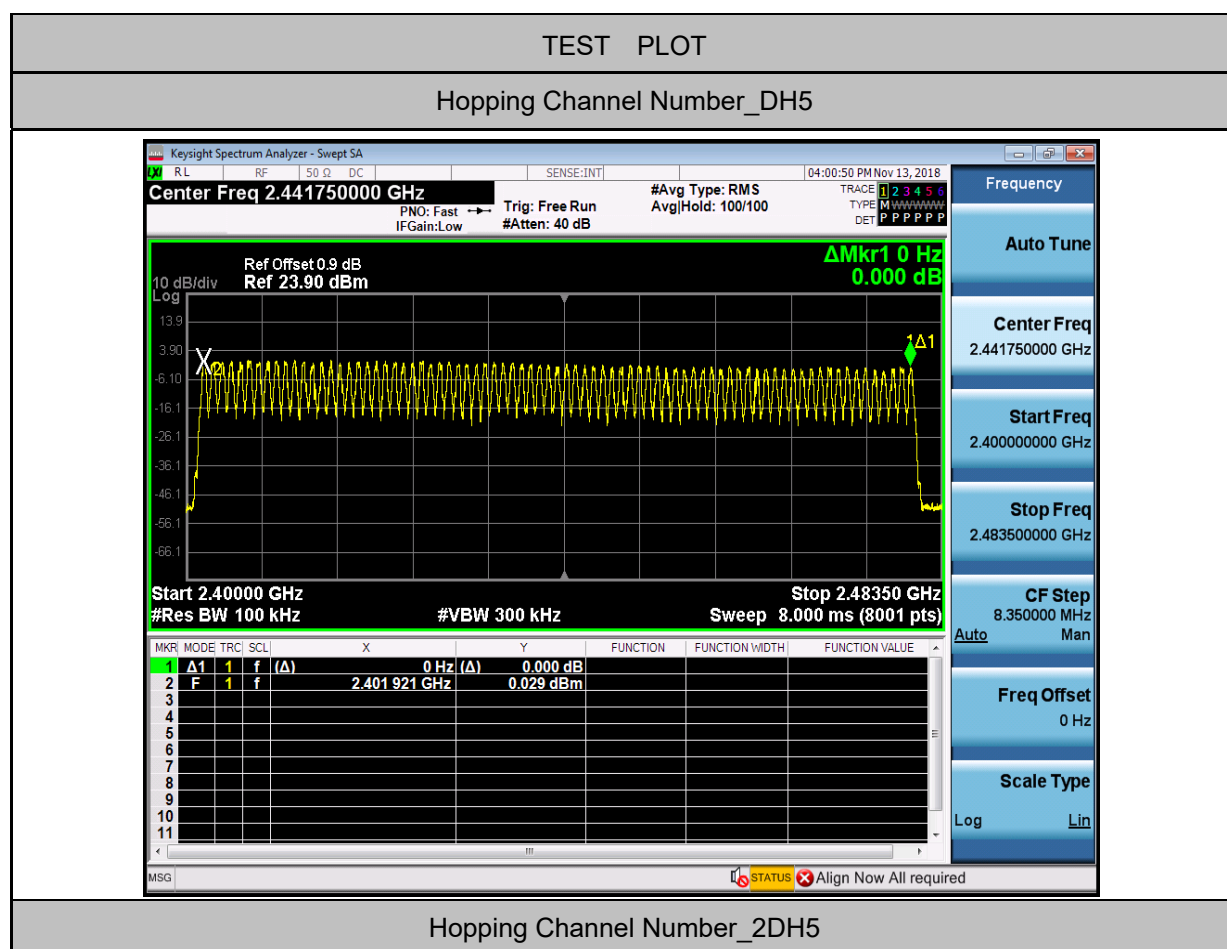 TEST PLOT
Hopping Channel Number_DH5
Keysight Spectrum Analyzer - Swept SA
LXI RL RF 50 Ω DC SENSE:INT 04:00:50 PM Nov 13, 2018
Center Freq 2.441750000 GHz
PNO: Fast
IFGain:Low
Trig: Free Run
#Atten: 40 dB
#Avg Type: RMS
Avg|Hold: 100/100
TRACE 1 2 3 4 5 6
TYPE M WWWWW
DET P P P P P P
Ref Offset 0.9 dB
Ref 23.90 dBm
10 dB/div
Log
ΔMkr1 0 Hz
0.000 dB
13.9
3.90
-6.10
-16.1
-26.1
-36.1
-46.1
-56.1
-66.1
X2
1Δ1
Start 2.40000 GHz Stop 2.48350 GHz
#Res BW 100 kHz #VBW 300 kHz Sweep 8.000 ms (8001 pts)
MKR MODE TRC SCL X Y FUNCTION FUNCTION WIDTH FUNCTION VALUE
1 Δ1 1 f (Δ) 0 Hz (Δ) 0.000 dB
2 F 1 f 2.401 921 GHz 0.029 dBm
3
4
5
6
7
8
9
10
11
MSG STATUS Align Now All required
Frequency
Auto Tune
Center Freq
2.441750000 GHz
Start Freq
2.400000000 GHz
Stop Freq
2.483500000 GHz
CF Step
8.350000 MHz
Auto Man
Freq Offset
0 Hz
Scale Type
Log Lin
Hopping Channel Number_2DH5